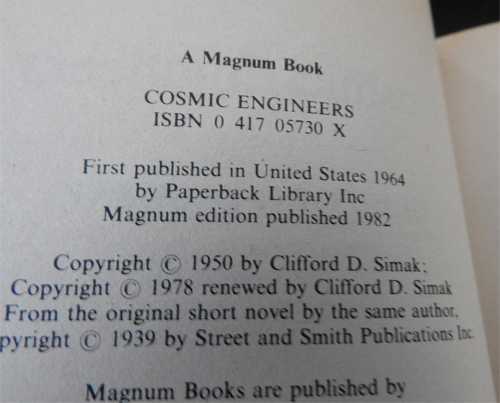 A Magnum Book
COSMIC ENGINEERS
ISBN 0 417 05730 X
First published in United States 1964
by Paperback Library Inc
Magnum edition published 1982
Copyright © 1950 by Clifford D. Simak;
Copyright © 1978 renewed by Clifford D. Simak
From the original short novel by the same author,
pyright © 1939 by Street and Smith Publications Inc
Magnum Books are published by